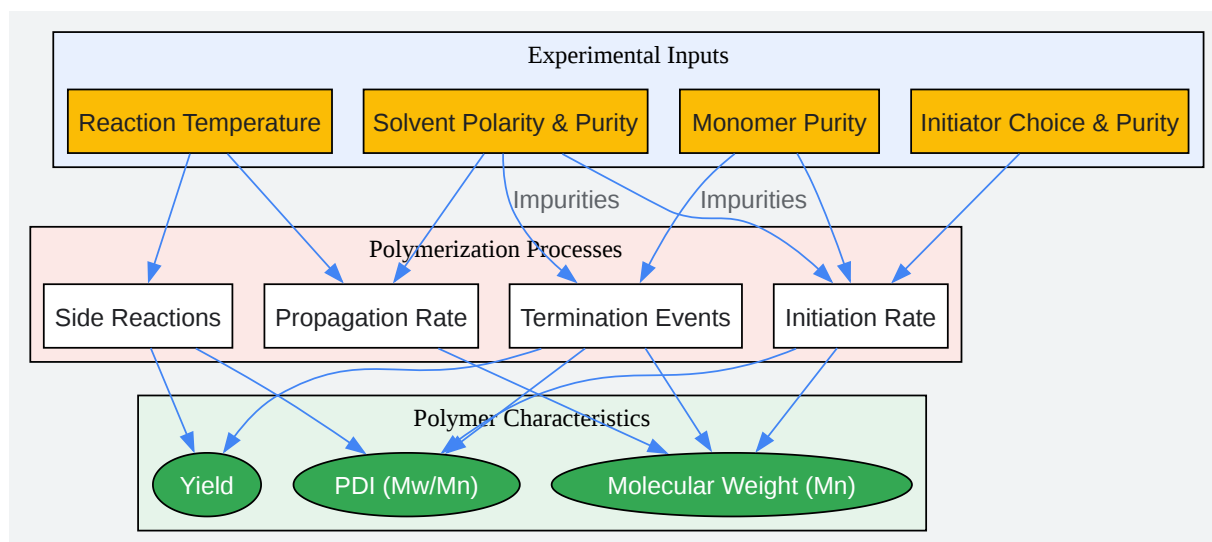 Experimental Inputs
Reaction Temperature
Solvent Polarity & Purity
Monomer Purity
Initiator Choice & Purity
Impurities
Impurities
Polymerization Processes
Side Reactions
Propagation Rate
Termination Events
Initiation Rate
Polymer Characteristics
Yield
PDI (Mw/Mn)
Molecular Weight (Mn)